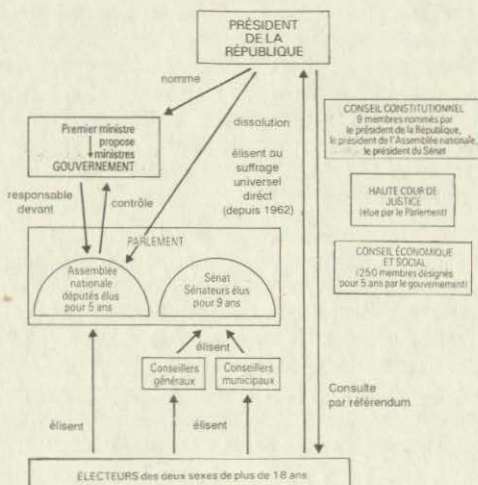 PRÉSIDENT
DE LA
RÉPUBLIQUE
nomme
dissolution
élisent au
suffrage
universel
diréct
(depuis 1962)
CONSEIL CONSTITUTIONNEL
9 membres nommés par
le président de la République,
le président de l'Assemblée nationale,
le président du Sénat
Premier ministre
propose
ministres
GOUVERNEMENT
responsable
devant
contrôle
HAUTE COUR DE
JUSTICE
(élue par le Parlement)
PARLEMENT
CONSEIL ÉCONOMIQUE
ET SOCIAL
(250 membres désignés
pour 5 ans par le gouvernement)
Assemblée
nationale
députés élus
pour 5 ans
Sénat
Sénateurs élus
pour 9 ans
élisent
Conseillers
généraux
Conseillers
municipaux
Consulte
par référendum
élisent
élisent
ÉLECTEURS des deux sexes de plus de 18 ans